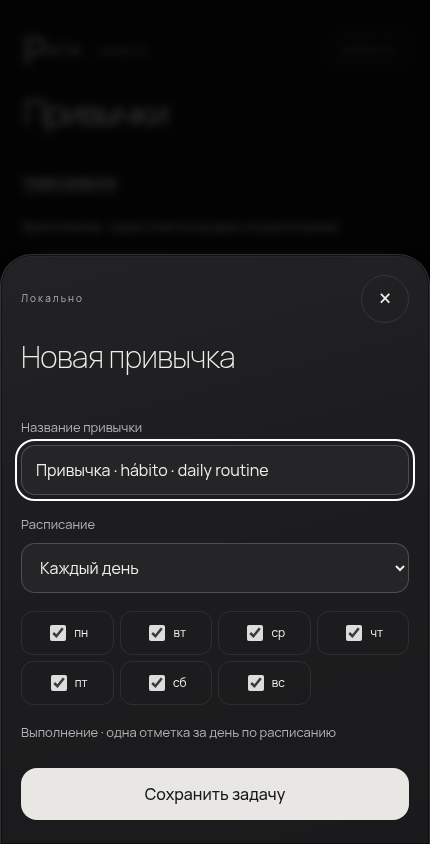 Привычки
Локально
×
Новая привычка
Название привычки
Привычка · hábito · daily routine
Расписание
Каждый день
пн вт ср чт
пт сб вс
Выполнение · одна отметка за день по расписанию
Сохранить задачу